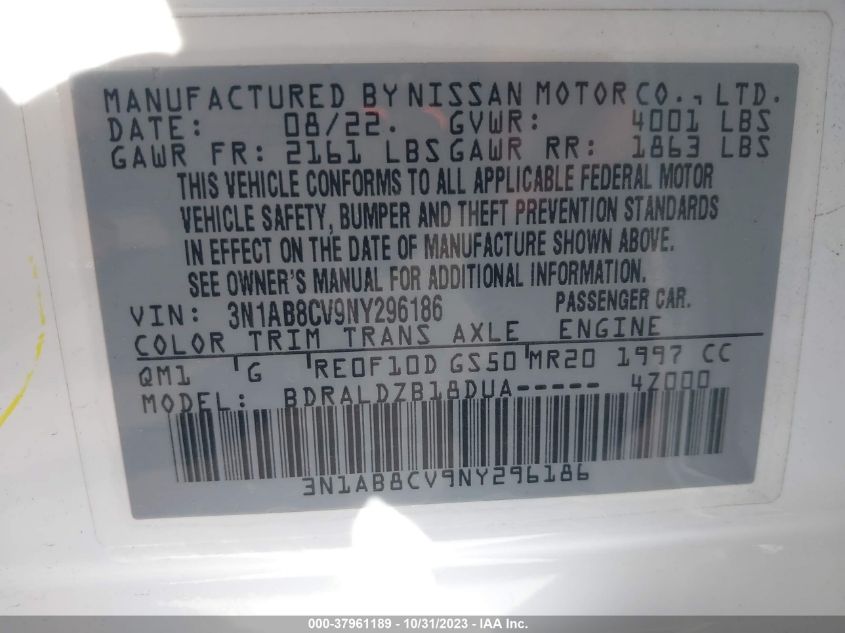 MANUFACTURED BY NISSAN MOTOR CO., LTD.
DATE: 08/22. GVWR: 4001 LBS
GAWR FR: 2161 LBS GAWR RR: 1863 LBS
THIS VEHICLE CONFORMS TO ALL APPLICABLE FEDERAL MOTOR
VEHICLE SAFETY, BUMPER AND THEFT PREVENTION STANDARDS
IN EFFECT ON THE DATE OF MANUFACTURE SHOWN ABOVE.
SEE OWNER'S MANUAL FOR ADDITIONAL INFORMATION.
VIN: 3N1AB8CV9NY296186 PASSENGER CAR.
COLOR TRIM TRANS AXLE ENGINE
QM1 'G 'RE0F10D GS50'MR20 1997 CC
MODEL: BDRALDZB18DUA----- 4Z000
3N1AB8CV9NY296186
000-37961189 - 10/31/2023 - IAA Inc.